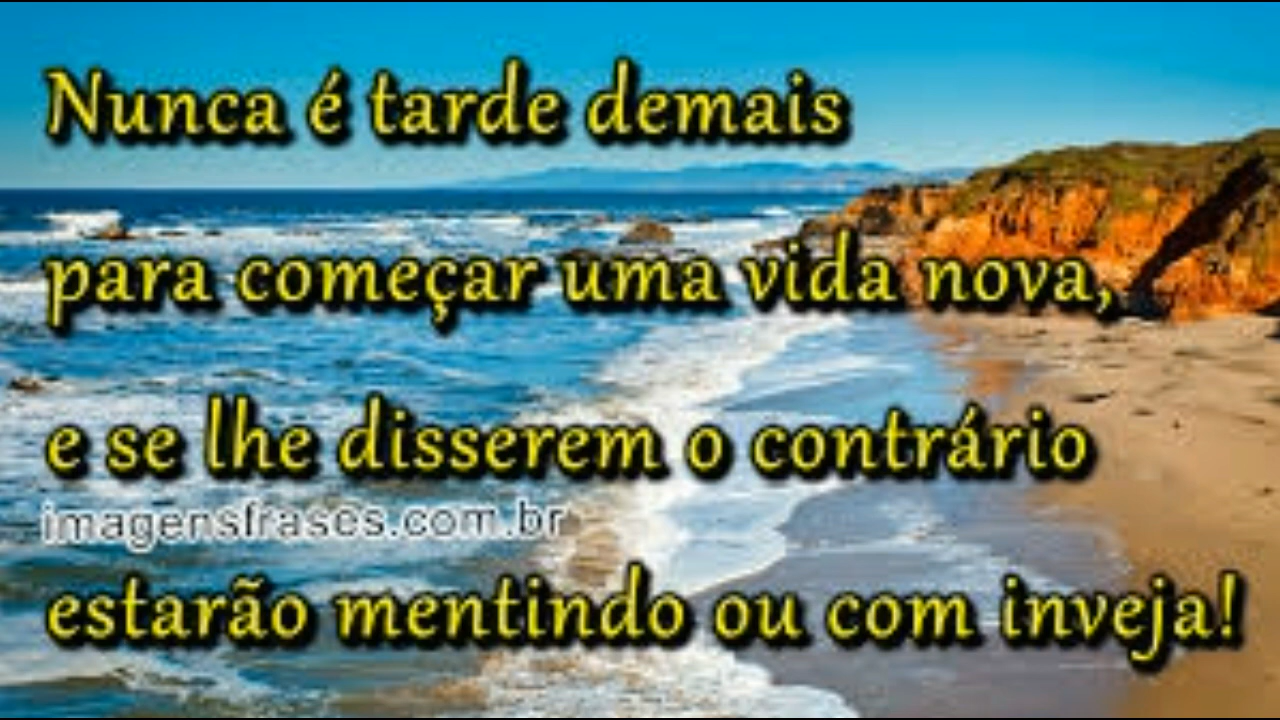 Nunca é tarde demais
para começar uma vida nova,
e se lhe disserem o contrário
imagensfrases.com.br
estarão mentindo ou com inveja!